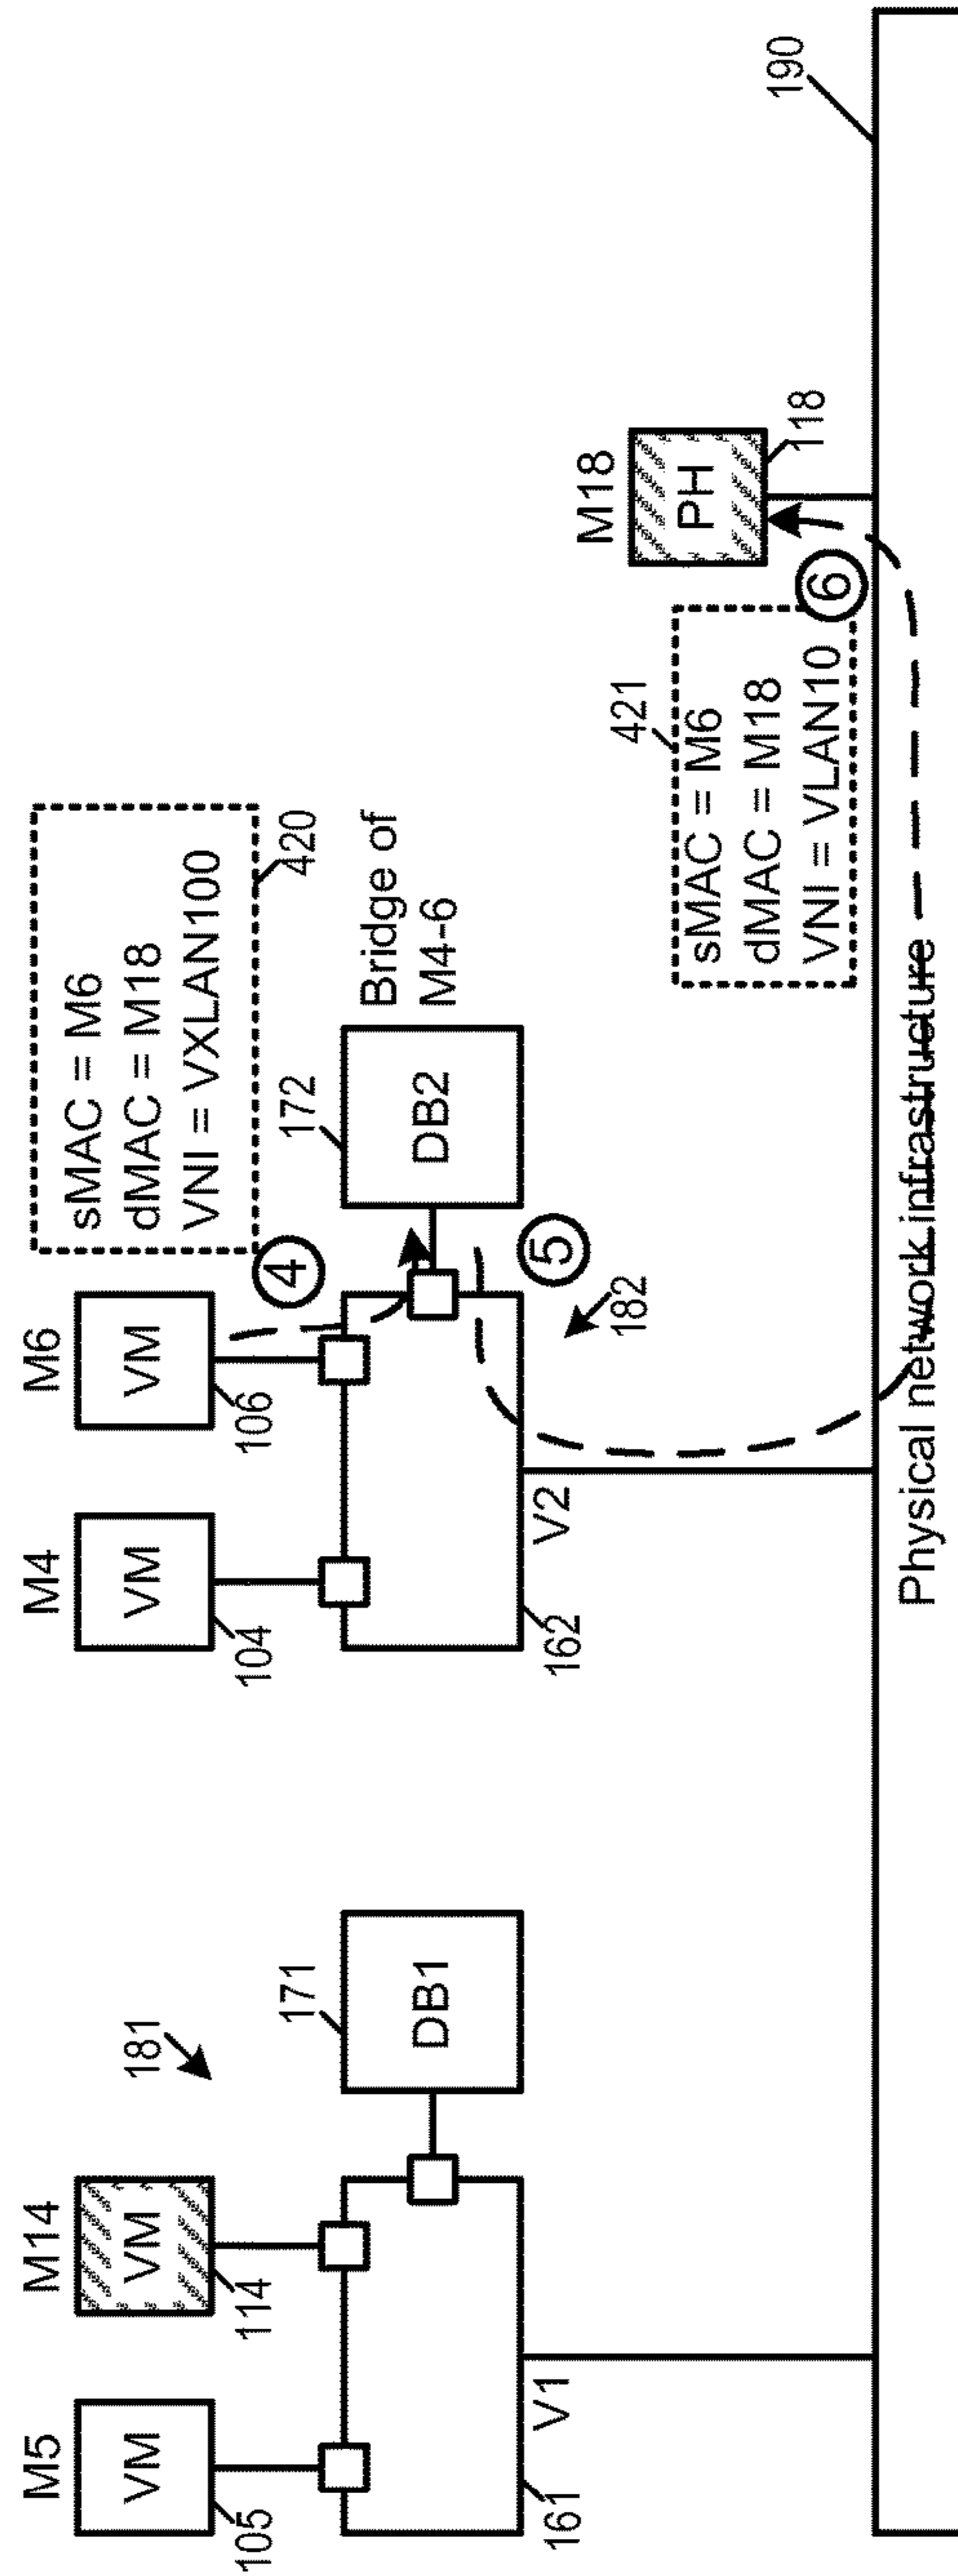 M5
VM
105
M14
VM
114
181
V1
161
DB1
171
M4
VM
104
M6
VM
106
4
sMAC = M6
dMAC = M18
VNI = VXLAN100
420
V2
162
DB2
172
Bridge of
M4-6
5
182
M18
PH
118
421
sMAC = M6
dMAC = M18
VNI = VLAN10
6
190
Physical network infrastructure